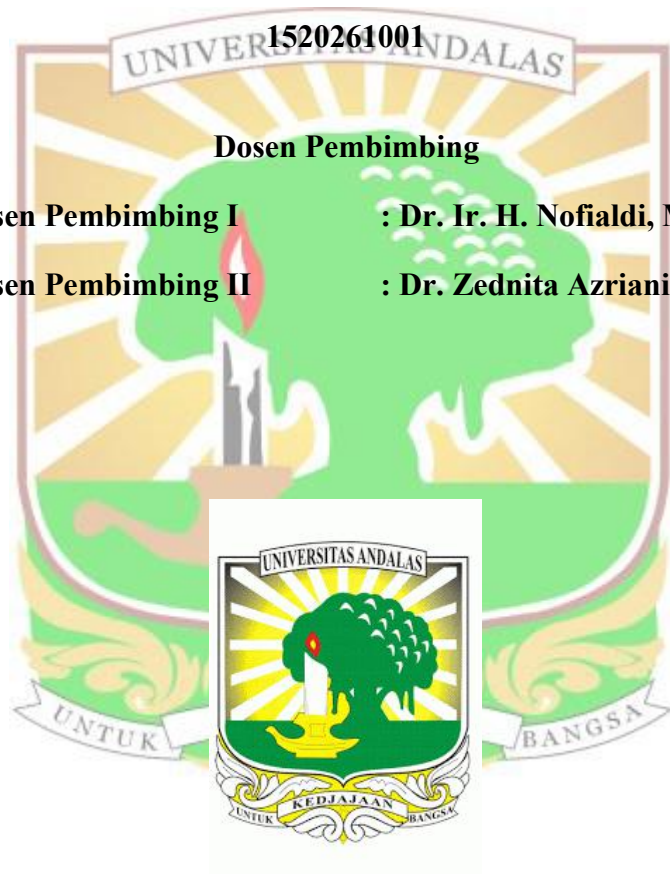 UNIVERSITAS ANDALAS
1520261001
Dosen Pembimbing
sen Pembimbing I : Dr. Ir. H. Nofialdi, M
sen Pembimbing II : Dr. Zednita Azriani
UNIVERSITAS ANDALAS
UNTUK BANGSA
KEDJAJAAN
UNTUK BANGSA